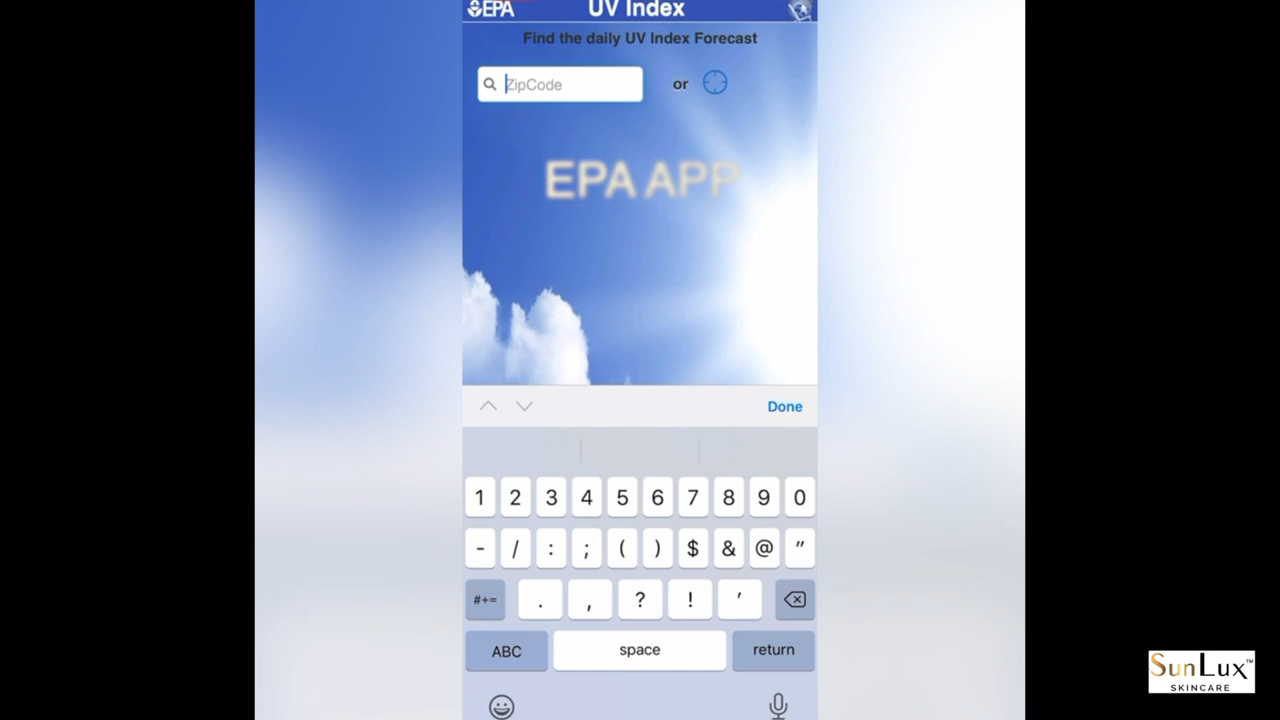 EPA
UV Index
Find the daily UV Index Forecast
ZipCode
or
EPA APP
Done
1 2 3 4 5 6 7 8 9 0
- / : ; ( ) $ & @ "
#+= . , ? ! '
ABC space return
SunLux™
SKINCARE